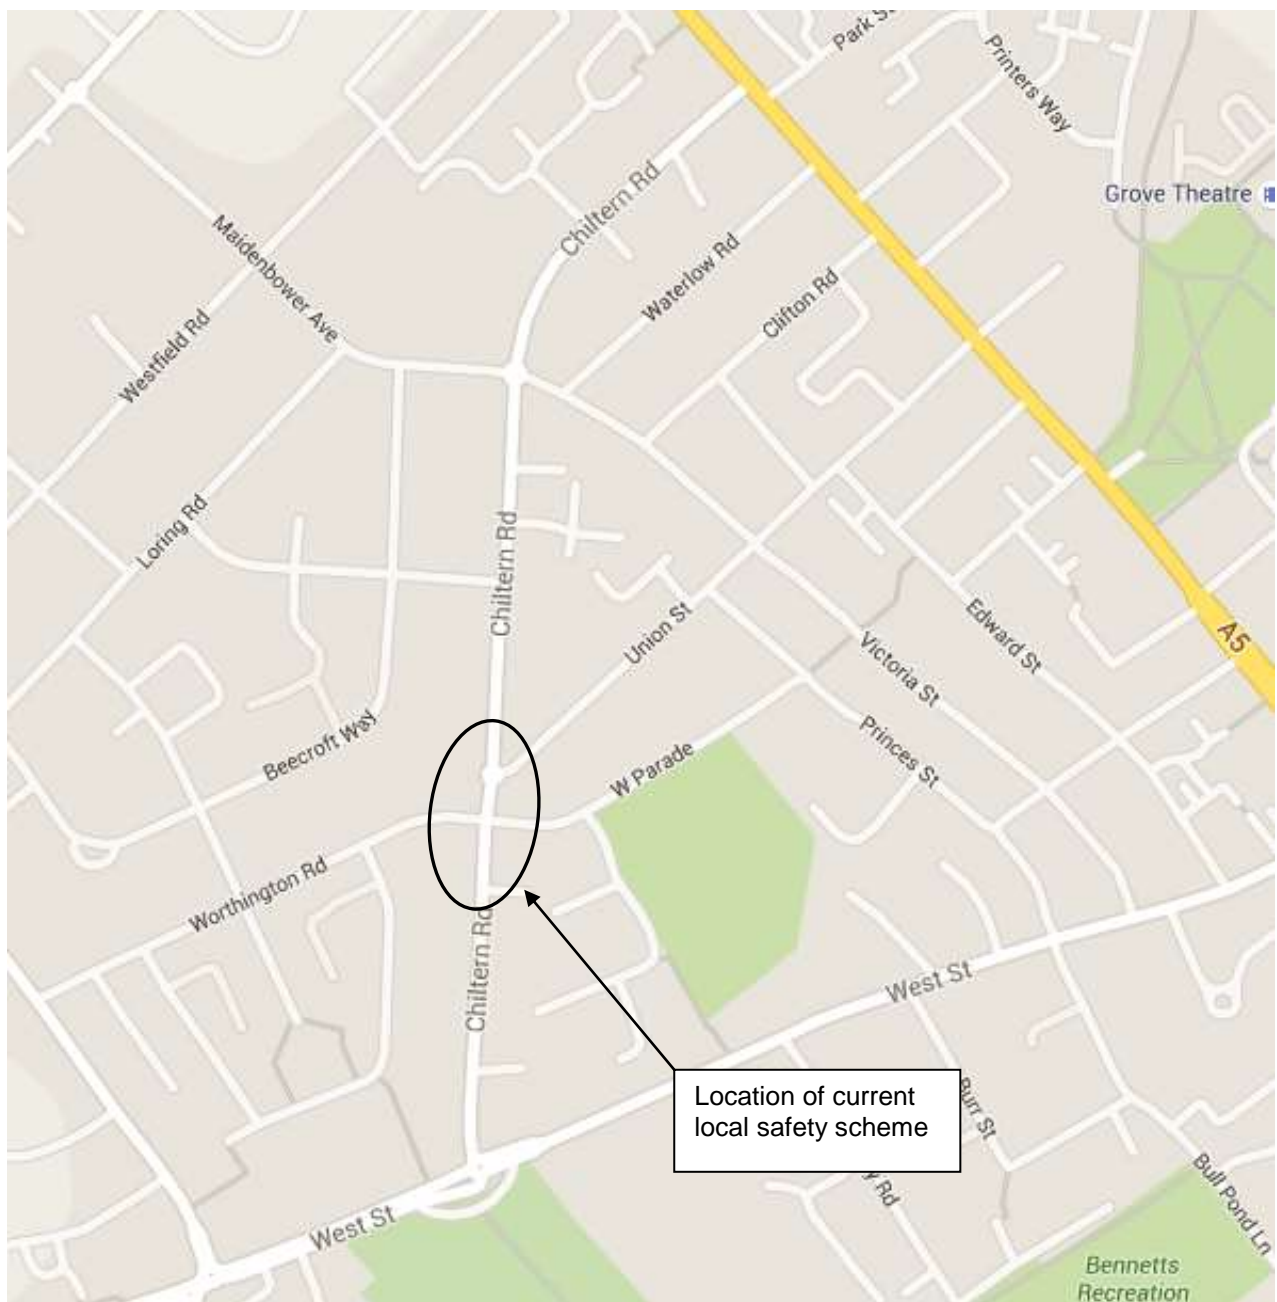 Park St
Printers Way
Grove Theatre
Chiltern Rd
Maidenbower Ave
Waterlow Rd
Clifton Rd
Westfield Rd
Loring Rd
Chiltern Rd
Union St
Edward St
A5
Victoria St
Princes St
Beecroft Way
W Parade
Worthington Rd
Chiltern Rd
West St
Location of current
local safety scheme
Burr St
y Rd
Bull Pond Ln
West St
Bennetts
Recreation